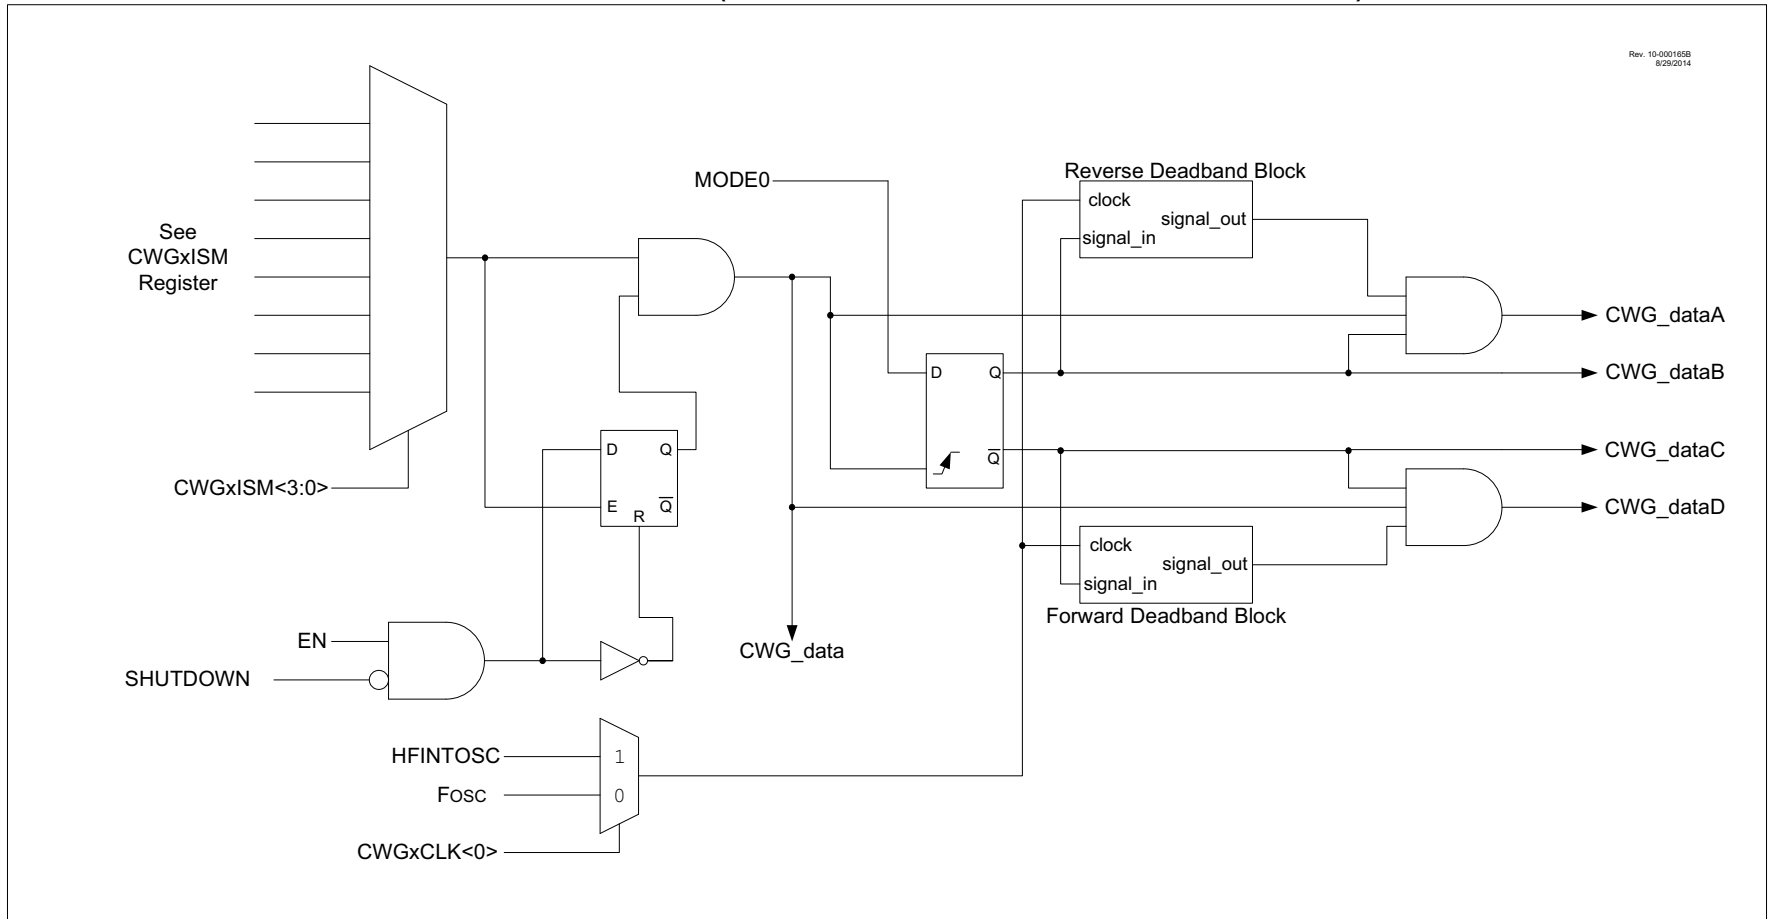 Rev. 10-000165B
8/29/2014
See
CWGxISM
Register
CWGxISM<3:0>
MODE0
Reverse Deadband Block
clock
signal_in
signal_out
D
Q
Q
D
Q
E
R
Q
CWG_dataA
CWG_dataB
CWG_dataC
CWG_dataD
clock
signal_in
signal_out
Forward Deadband Block
EN
SHUTDOWN
CWG_data
HFINTOSC
1
FOSC
0
CWGxCLK<0>